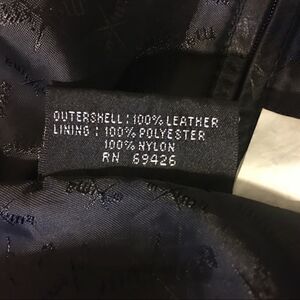 OUTERSHELL : 100% LEATHER
LINING : 100% POLYESTER
100% NYLON
RN 69426